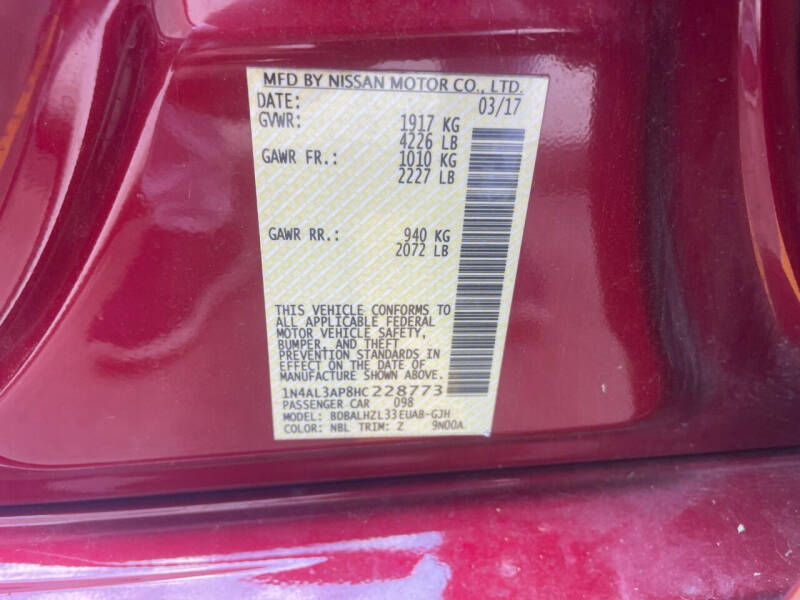 MFD BY NISSAN MOTOR CO., LTD.
DATE: 03/17
GVWR: 1917 KG
4226 LB
GAWR FR.: 1010 KG
2227 LB
GAWR RR.: 940 KG
2072 LB
THIS VEHICLE CONFORMS TO
ALL APPLICABLE FEDERAL
MOTOR VEHICLE SAFETY,
BUMPER, AND THEFT
PREVENTION STANDARDS IN
EFFECT ON THE DATE OF
MANUFACTURE SHOWN ABOVE.
1N4AL3AP8HC228773
PASSENGER CAR 098
MODEL: BDBALHZL33EUAB-GJH
COLOR: NBL TRIM: Z 9N00A